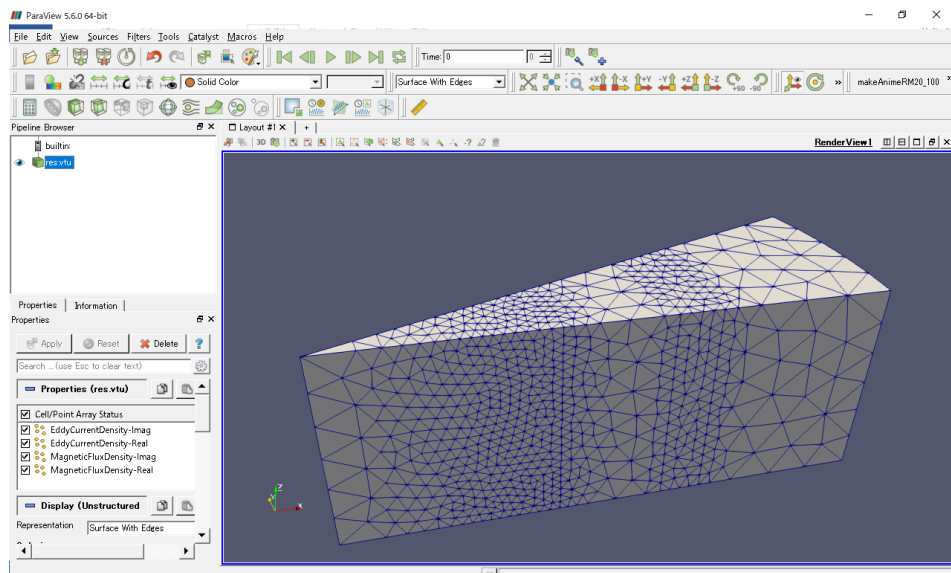 ParaView 5.6.0 64-bit
File Edit View Sources Filters Tools Catalyst Macros Help
Time: 0 0
Solid Color Surface With Edges +X -X +Y -Y +Z -Z +90 -90 » makeAnimeRM20_100 »
Pipeline Browser
Layout #1 × +
builtin:
3D
RenderView1
res.vtu
Properties Information
Properties
Apply Reset Delete ?
Search ... (use Esc to clear text)
Properties (res.vtu)
Cell/Point Array Status
EddyCurrentDensity-Imag
EddyCurrentDensity-Real
MagneticFluxDensity-Imag
MagneticFluxDensity-Real
Display (Unstructured
Representation Surface With Edges
Z
Y
X